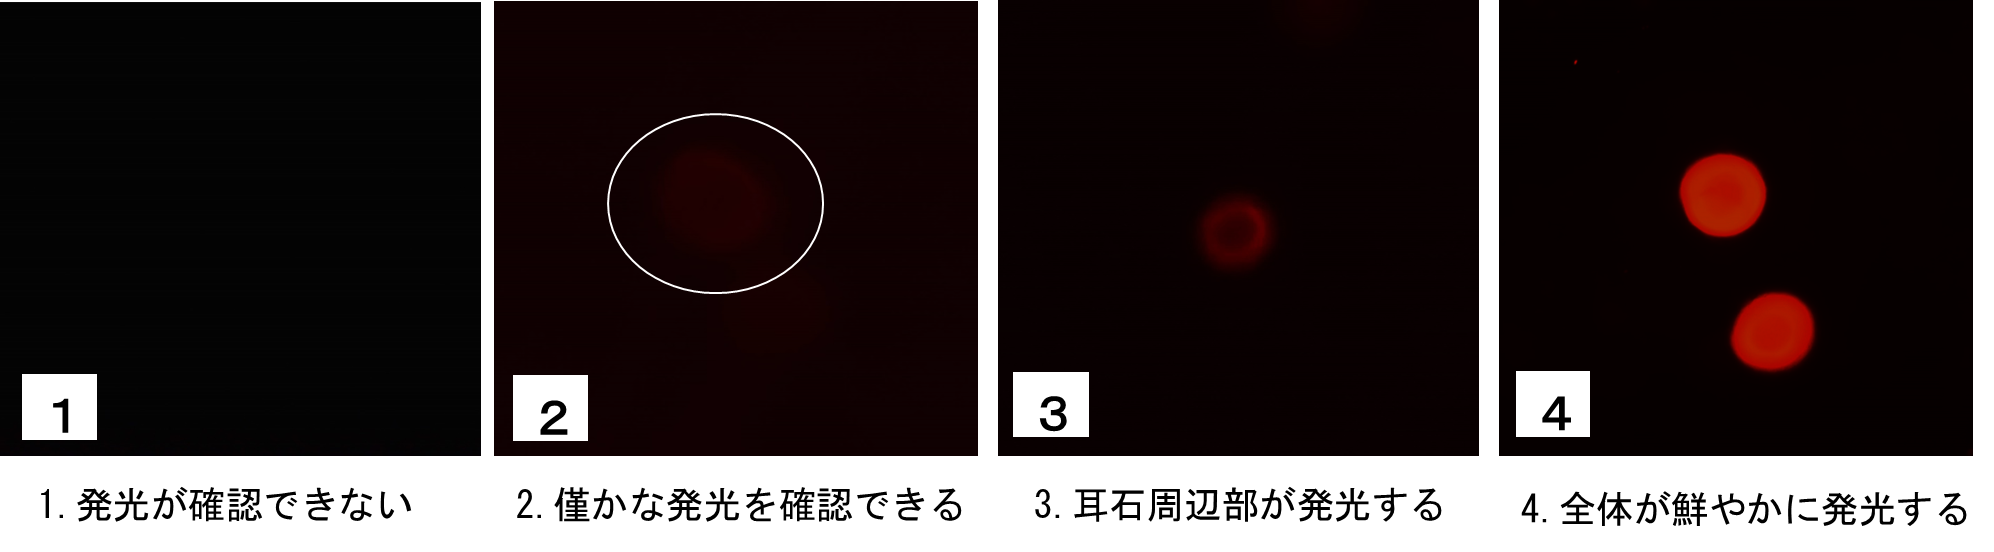 1
2
3
4
1.発光が確認できない
2.僅かな発光を確認できる
3.耳石周辺部が発光する
4.全体が鮮やかに発光する